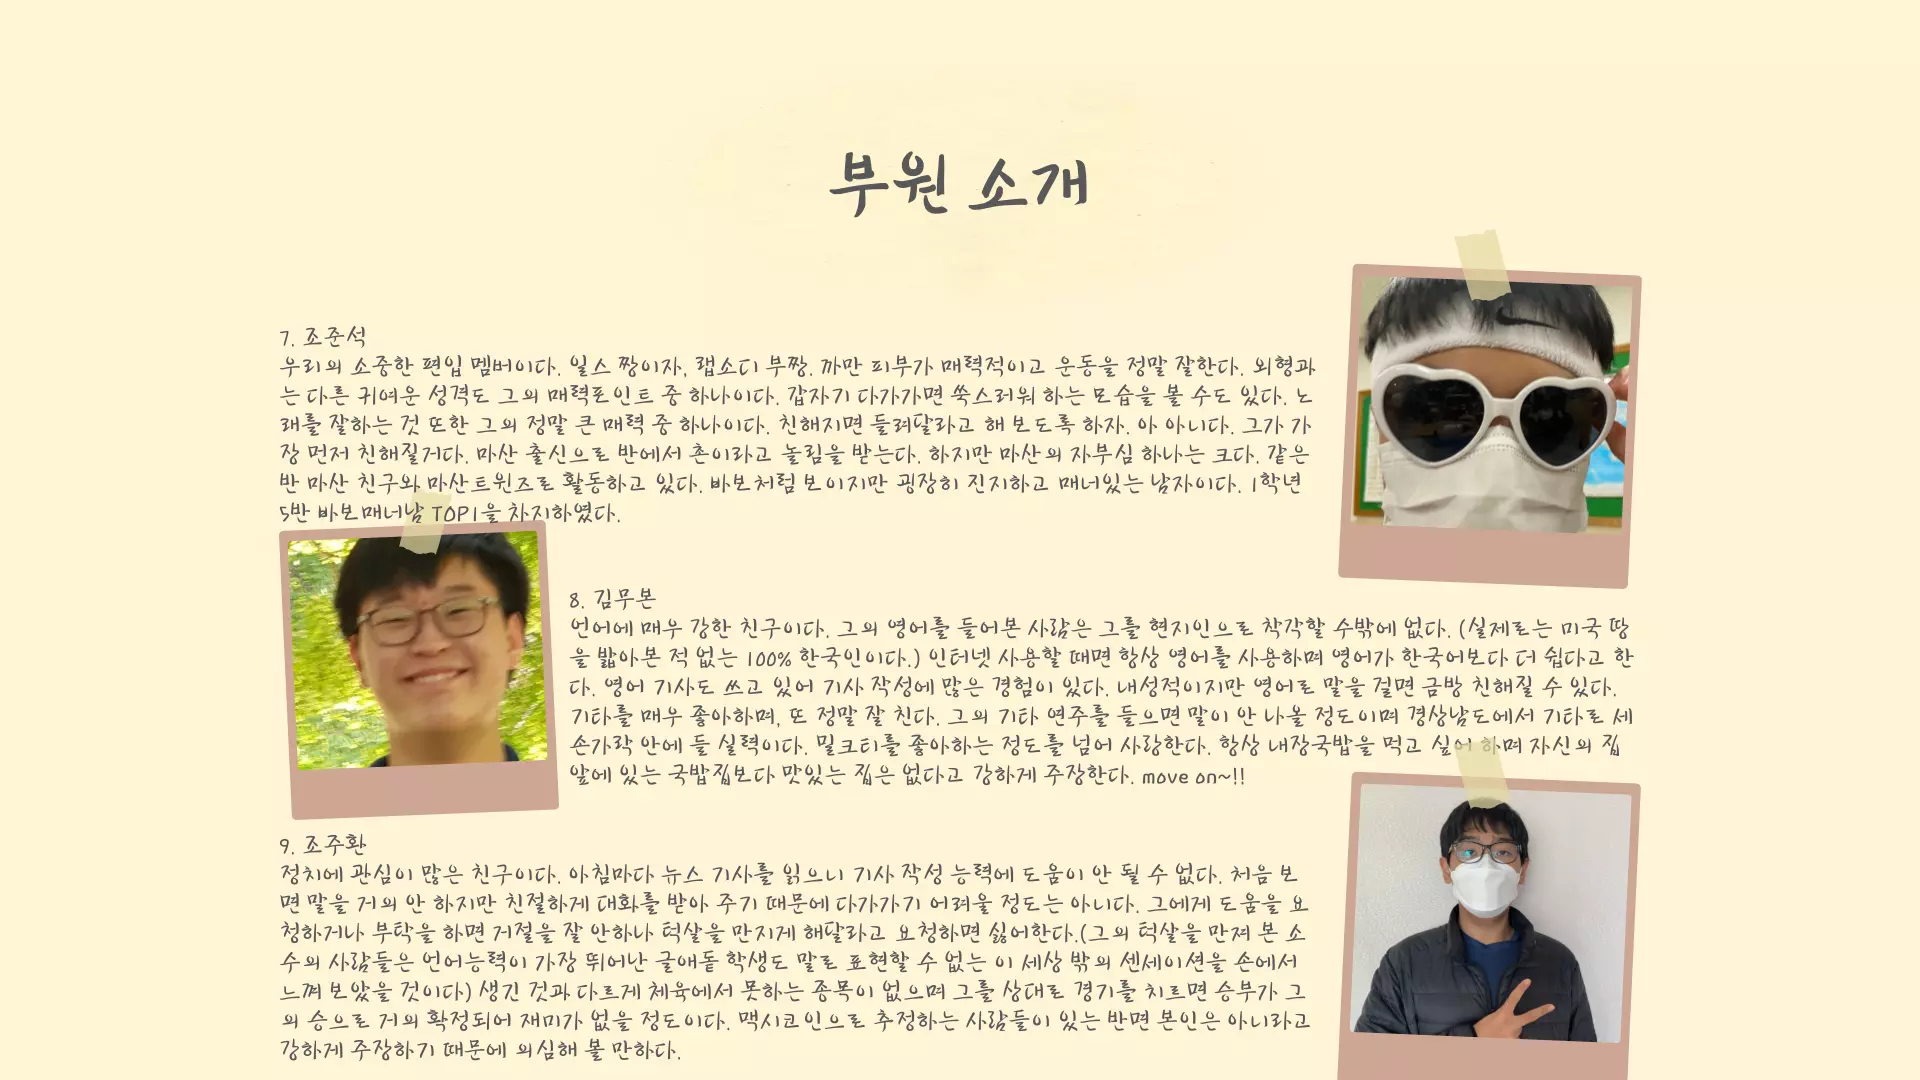 부원 소개
7. 조준석
우리의 소중한 편입 멤버이다. 일스 짱이자, 랩소디 부짱. 까만 피부가 매력적이고 운동을 정말 잘한다. 외형과
는 다른 귀여운 성격도 그의 매력포인트 중 하나이다. 갑자기 다가가면 쑥스러워 하는 모습을 볼 수도 있다. 노
래를 잘하는 것 또한 그의 정말 큰 매력 중 하나이다. 친해지면 들려달라고 해 보도록 하자. 아 아니다. 그가 가
장 먼저 친해질거다. 마산 출신으로 반에서 촌이라고 놀림을 받는다. 하지만 마산의 자부심 하나는 크다. 같은
반 마산 친구와 마산트윈즈로 활동하고 있다. 바보처럼 보이지만 굉장히 진지하고 매너있는 남자이다. 1학년
5반 바보매너남 TOP1을 차지하였다.
8. 김무본
언어에 매우 강한 친구이다. 그의 영어를 들어본 사람은 그를 현지인으로 착각할 수밖에 없다. (실제로는 미국 땅
을 밟아본 적 없는 100% 한국인이다.) 인터넷 사용할 때면 항상 영어를 사용하며 영어가 한국어보다 더 쉽다고 한
다. 영어 기사도 쓰고 있어 기사 작성에 많은 경험이 있다. 내성적이지만 영어로 말을 걸면 금방 친해질 수 있다.
기타를 매우 좋아하며, 또 정말 잘 친다. 그의 기타 연주를 들으면 말이 안 나올 정도이며 경상남도에서 기타로 세
손가락 안에 들 실력이다. 밀크티를 좋아하는 정도를 넘어 사랑한다. 항상 내장국밥을 먹고 싶어 하며 자신의 집
앞에 있는 국밥집보다 맛있는 집은 없다고 강하게 주장한다. move on~!!
9. 조주환
정치에 관심이 많은 친구이다. 아침마다 뉴스 기사를 읽으니 기사 작성 능력에 도움이 안 될 수 없다. 처음 보
면 말을 거의 안 하지만 친절하게 대화를 받아 주기 때문에 다가가기 어려울 정도는 아니다. 그에게 도움을 요
청하거나 부탁을 하면 거절을 잘 안하나 턱살을 만지게 해달라고 요청하면 싫어한다.(그의 턱살을 만져 본 소
수의 사람들은 언어능력이 가장 뛰어난 글애돝 학생도 말로 표현할 수 없는 이 세상 밖의 센세이션을 손에서
느껴 보았을 것이다) 생긴 것과 다르게 체육에서 못하는 종목이 없으며 그를 상대로 경기를 치르면 승부가 그
의 승으로 거의 확정되어 재미가 없을 정도이다. 맥시코인으로 추정하는 사람들이 있는 반면 본인은 아니라고
강하게 주장하기 때문에 의심해 볼 만하다.